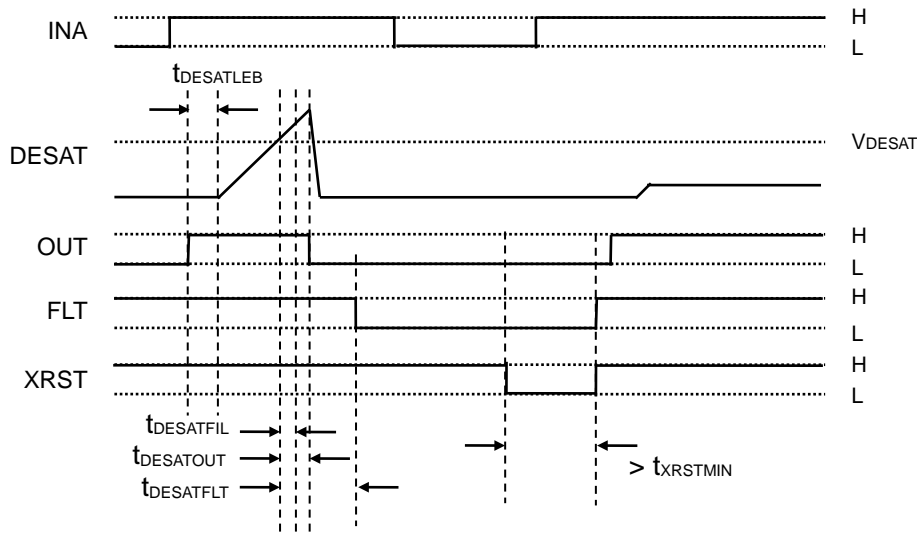 INA
H
L
tDESATLEB
DESAT
VDESAT
OUT
H
L
FLT
H
L
XRST
H
L
tDESATFIL
tDESATOUT
tDESATFLT
> tXRSTMIN